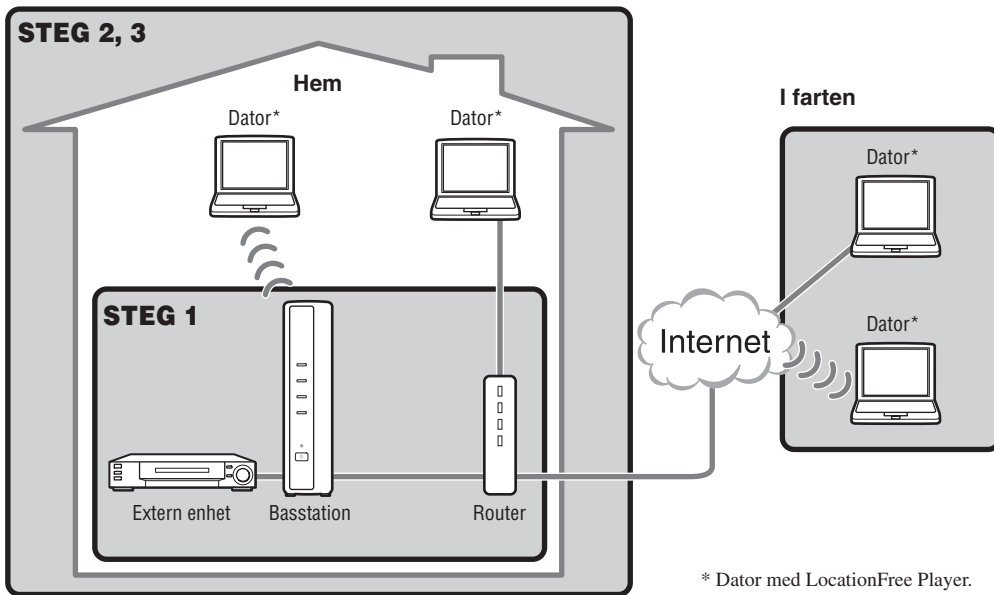 STEG 2, 3
Hem
Dator*
Dator*
STEG 1
Extern enhet
Basstation
Router
Internet
I farten
Dator*
Dator*
* Dator med LocationFree Player.